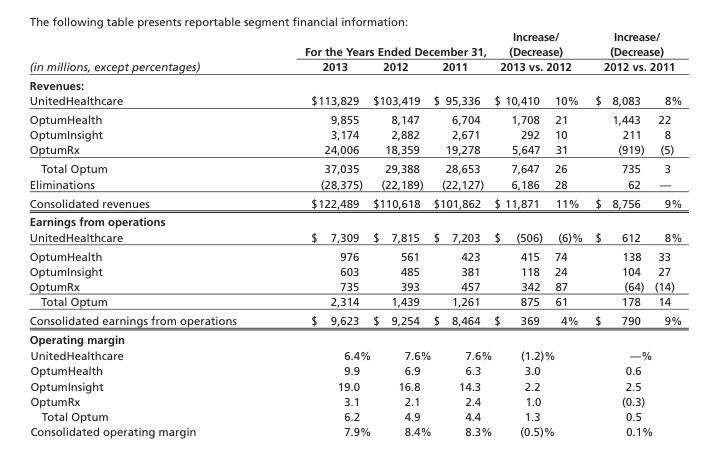 The following table presents reportable segment financial information:
Increase/ Increase/
For the Years Ended December 31, (Decrease) (Decrease)
(in millions, except percentages) 2013 2012 2011 2013 vs. 2012 2012 vs. 2011
Revenues:
UnitedHealthcare $113,829 $103,419 $ 95,336 $ 10,410 10% $ 8,083 8%
OptumHealth 9,855 8,147 6,704 1,708 21 1,443 22
OptumInsight 3,174 2,882 2,671 292 10 211 8
OptumRx 24,006 18,359 19,278 5,647 31 (919) (5)
Total Optum 37,035 29,388 28,653 7,647 26 735 3
Eliminations (28,375) (22,189) (22,127) 6,186 28 62 —
Consolidated revenues $122,489 $110,618 $101,862 $ 11,871 11% $ 8,756 9%
Earnings from operations
UnitedHealthcare $ 7,309 $ 7,815 $ 7,203 $ (506) (6)% $ 612 8%
OptumHealth 976 561 423 415 74 138 33
OptumInsight 603 485 381 118 24 104 27
OptumRx 735 393 457 342 87 (64) (14)
Total Optum 2,314 1,439 1,261 875 61 178 14
Consolidated earnings from operations $ 9,623 $ 9,254 $ 8,464 $ 369 4% $ 790 9%
Operating margin
UnitedHealthcare 6.4% 7.6% 7.6% (1.2)% —%
OptumHealth 9.9 6.9 6.3 3.0 0.6
OptumInsight 19.0 16.8 14.3 2.2 2.5
OptumRx 3.1 2.1 2.4 1.0 (0.3)
Total Optum 6.2 4.9 4.4 1.3 0.5
Consolidated operating margin 7.9% 8.4% 8.3% (0.5)% 0.1%